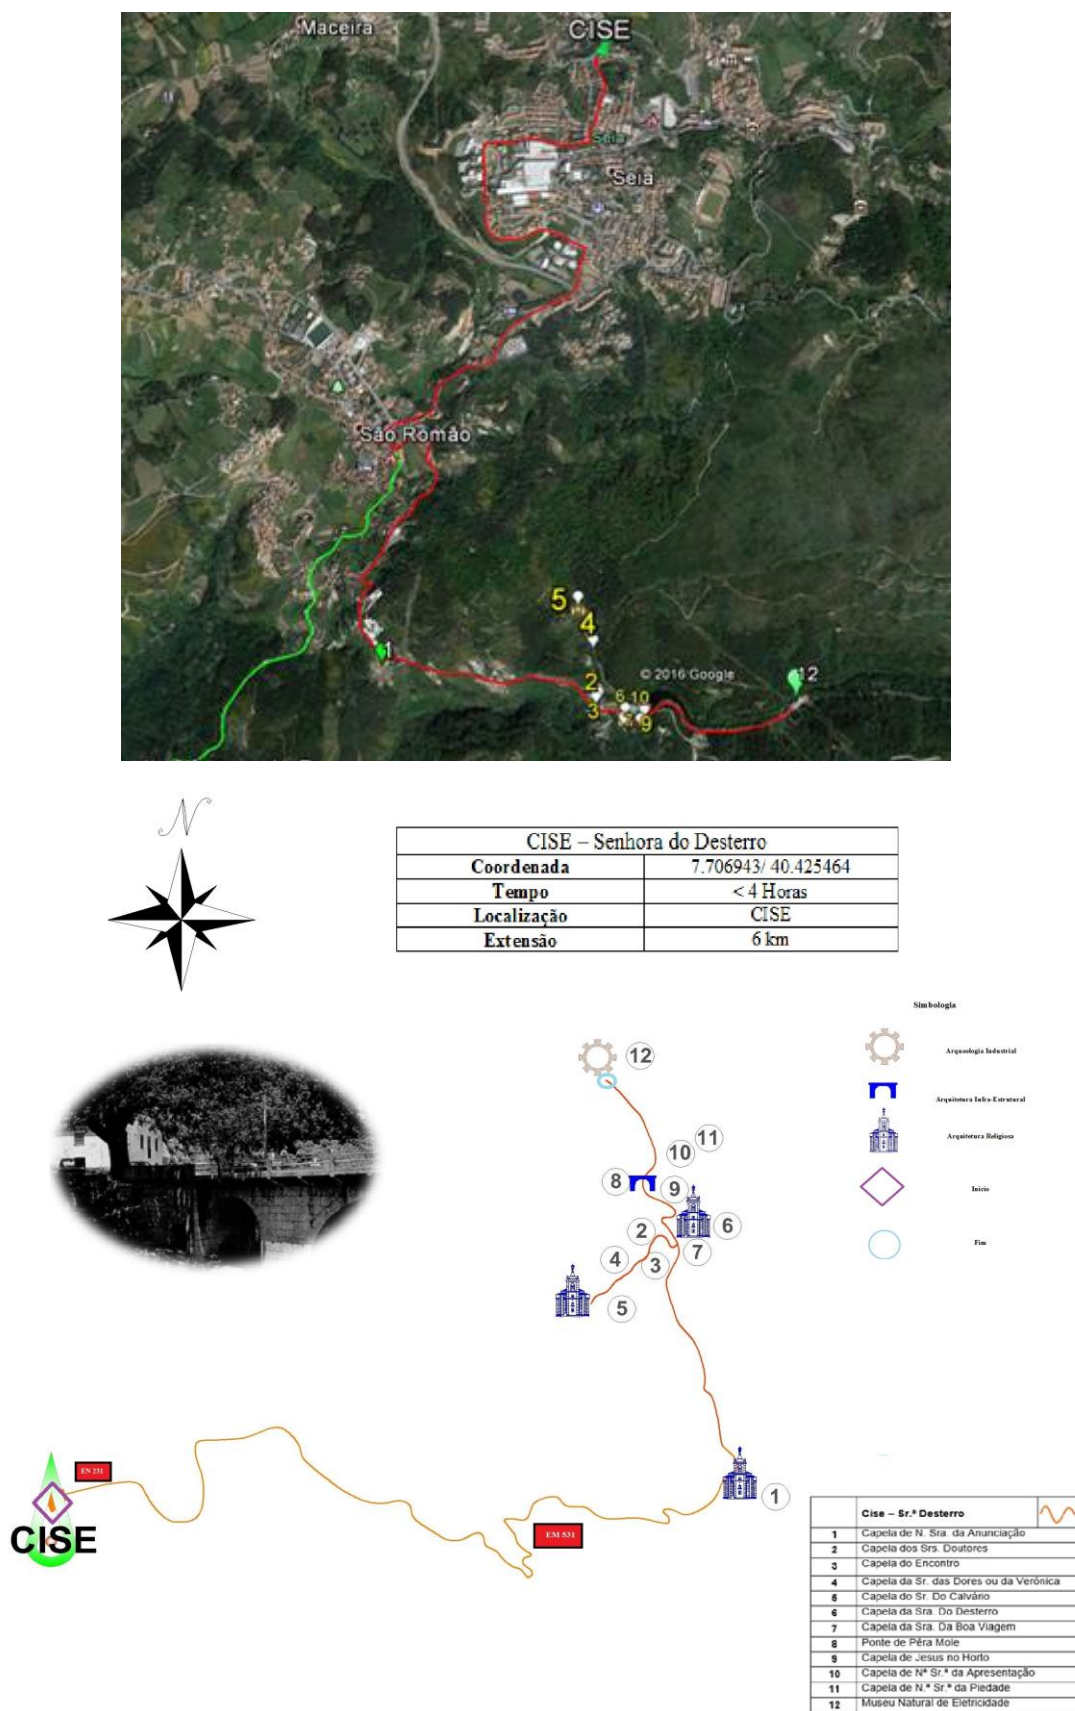 Maceira
CISE
Seia
Seia
São Romão
5
4
1
© 2016 Google
12
2
6 10
3
9
N
CISE – Senhora do Desterro
Coordenada 7.706943/ 40.425464
Tempo < 4 Horas
Localização CISE
Extensão 6 km
Simbologia
Arqueologia Industrial
Arquitetura Infra-Estrutural
Arquitetura Religiosa
Início
Fim
12
11
10
8
9
6
2
7
4
3
5
EN 231
CISE
EM 531
1
Cise – Sr.ª Desterro
1 Capela de N. Sra. da Anunciação
2 Capela dos Srs. Doutores
3 Capela do Encontro
4 Capela da Sr. das Dores ou da Verónica
5 Capela do Sr. Do Calvário
6 Capela da Sra. Do Desterro
7 Capela da Sra. Da Boa Viagem
8 Ponte de Pêra Mole
9 Capela de Jesus no Horto
10 Capela de Nª Sr.ª da Apresentação
11 Capela de N.ª Sr.ª da Piedade
12 Museu Natural de Eletricidade